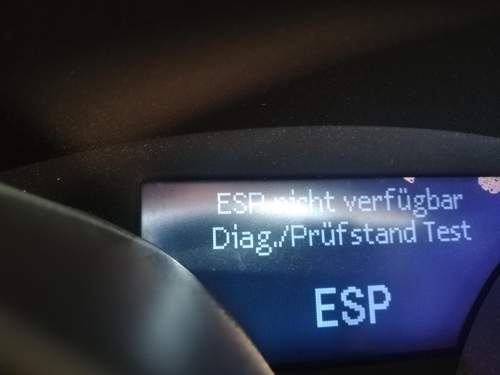 ESP nicht verfügbar
Diag./Prüfstand Test
ESP